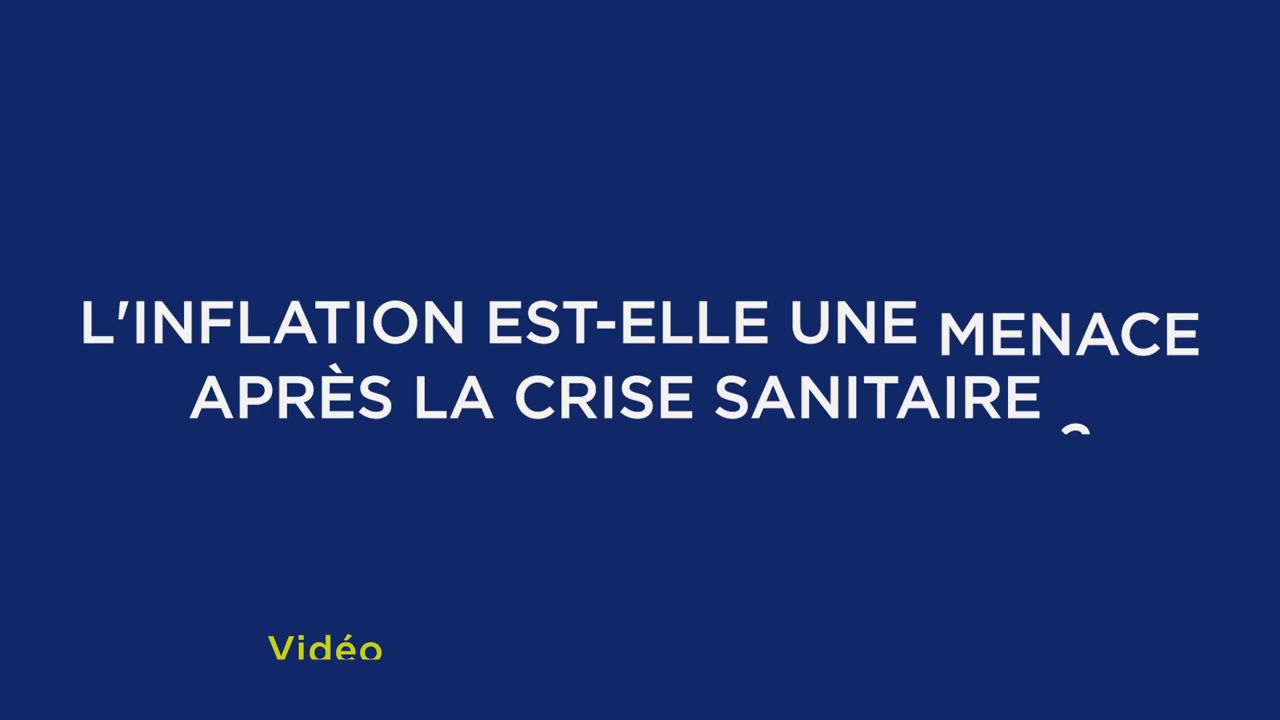 L'INFLATION EST-ELLE UNE MENACE
APRÈS LA CRISE SANITAIRE ?
Vidéo